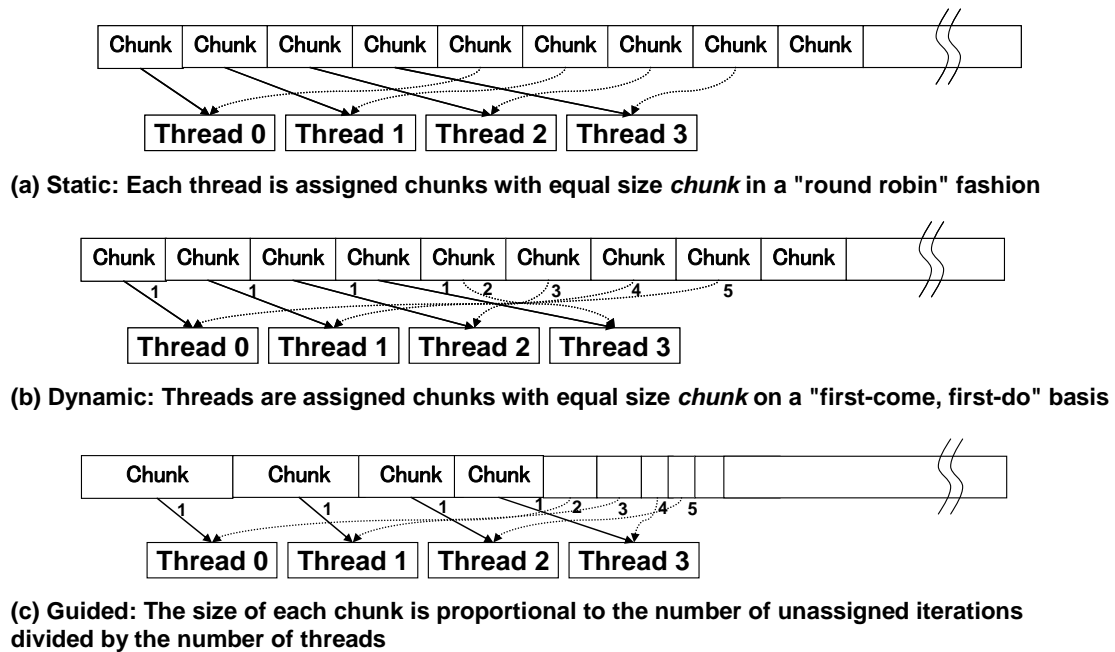 Chunk Chunk Chunk Chunk Chunk Chunk Chunk Chunk Chunk
Thread 0 Thread 1 Thread 2 Thread 3
(a) Static: Each thread is assigned chunks with equal size chunk in a "round robin" fashion
Chunk Chunk Chunk Chunk Chunk Chunk Chunk Chunk Chunk
1 1 1 1 2 3 4 5
Thread 0 Thread 1 Thread 2 Thread 3
(b) Dynamic: Threads are assigned chunks with equal size chunk on a "first-come, first-do" basis
Chunk Chunk Chunk Chunk
1 1 1 1 2 3 4 5
Thread 0 Thread 1 Thread 2 Thread 3
(c) Guided: The size of each chunk is proportional to the number of unassigned iterations
divided by the number of threads